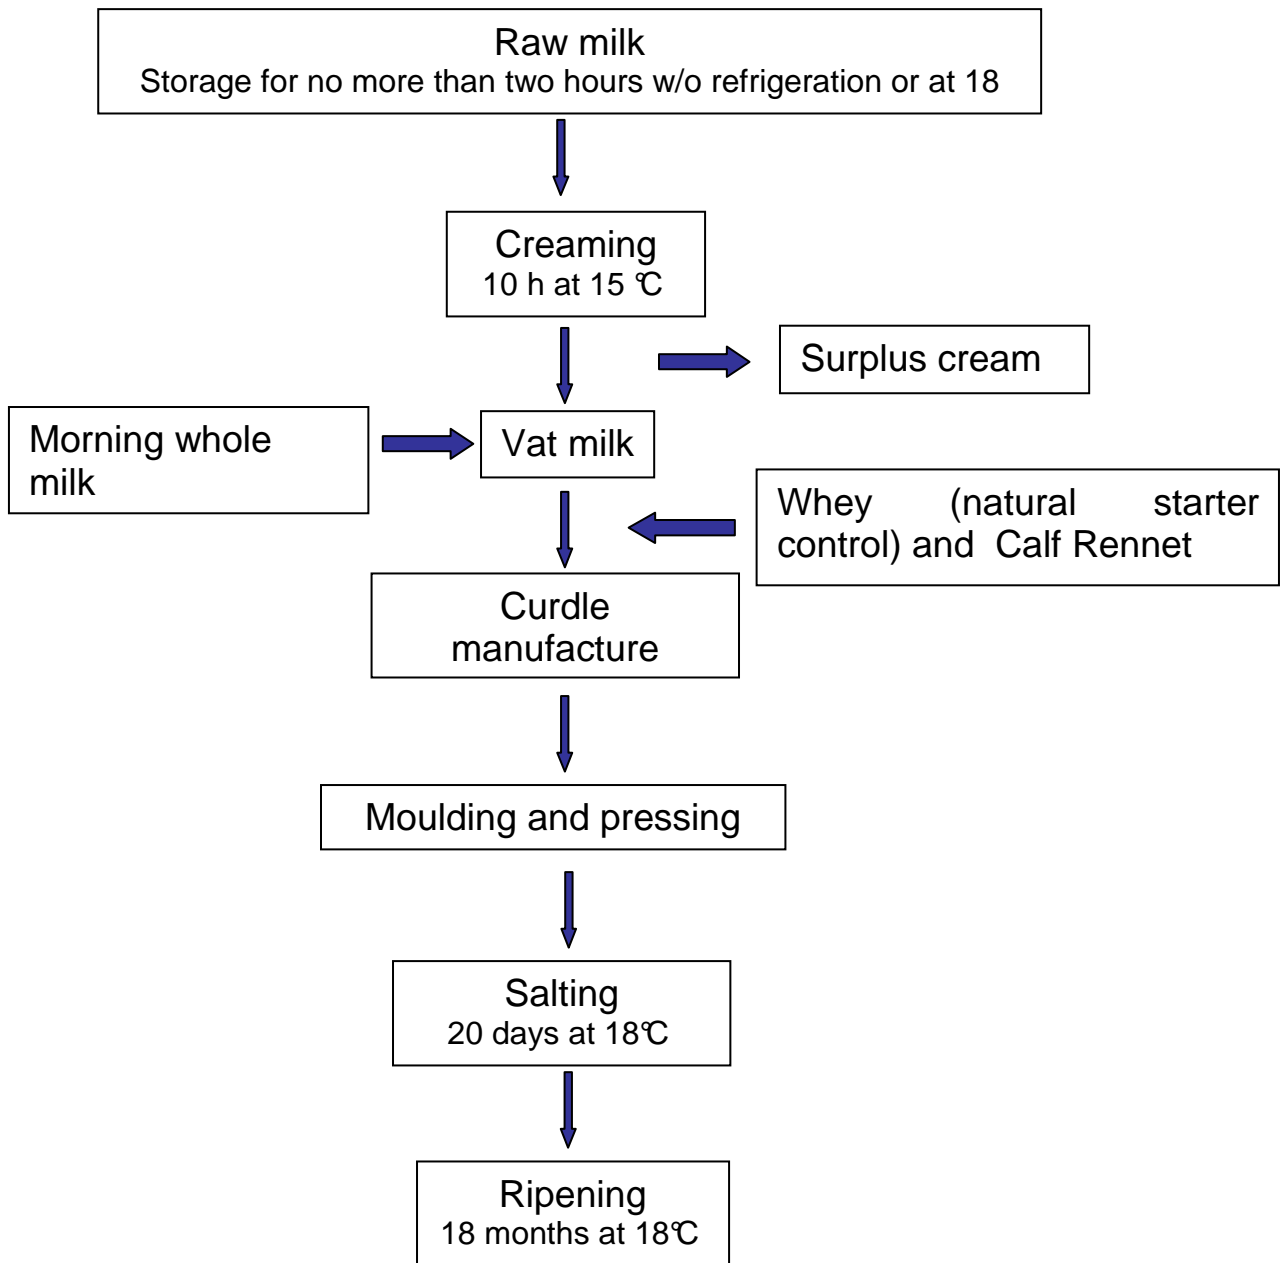 Raw milk
Storage for no more than two hours w/o refrigeration or at 18
Creaming
10 h at 15 °C
Surplus cream
Morning whole
milk
Vat milk
Whey (natural starter
control) and Calf Rennet
Curdle
manufacture
Moulding and pressing
Salting
20 days at 18°C
Ripening
18 months at 18°C